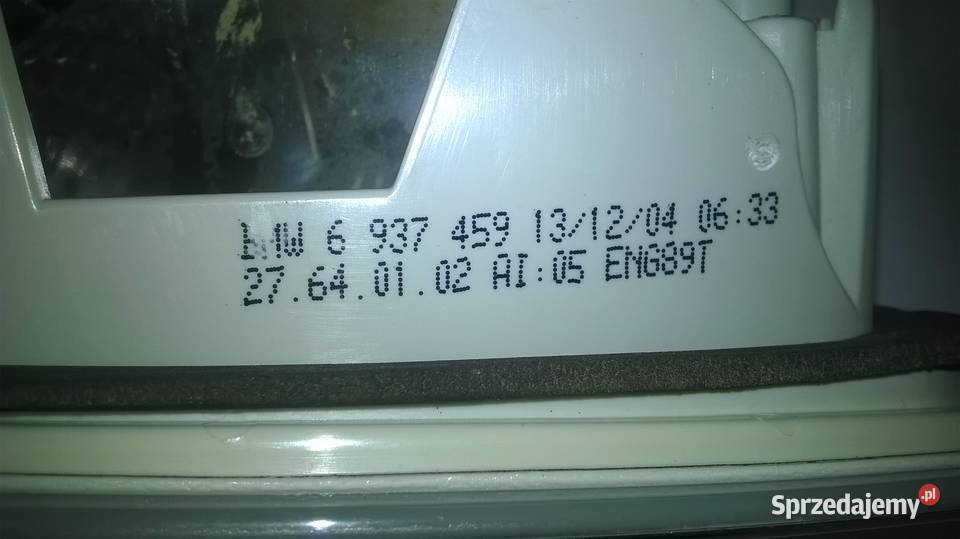 BMW 6 937 459 13/12/04 06:33
27.64.01.02 AI:05 ENG89T
Sprzedajemy.pl